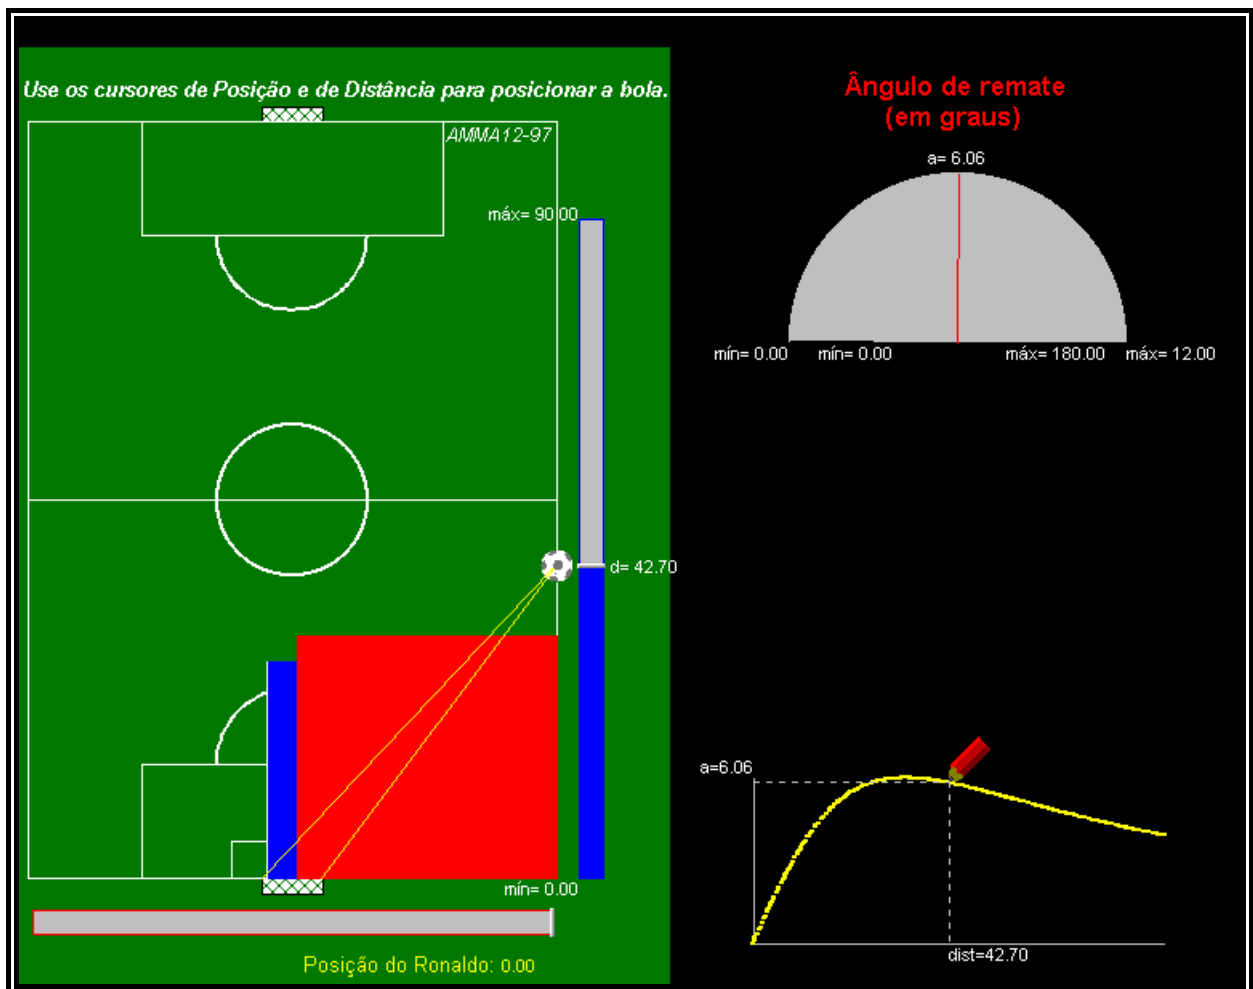 Use os cursores de Posição e de Distância para posicionar a bola.
AMMA12-97
máx= 90.00
d= 42.70
mín= 0.00
Posição do Ronaldo: 0.00
Ângulo de remate
(em graus)
a= 6.06
mín= 0.00 mín= 0.00 máx= 180.00 máx= 12.00
a=6.06
dist=42.70